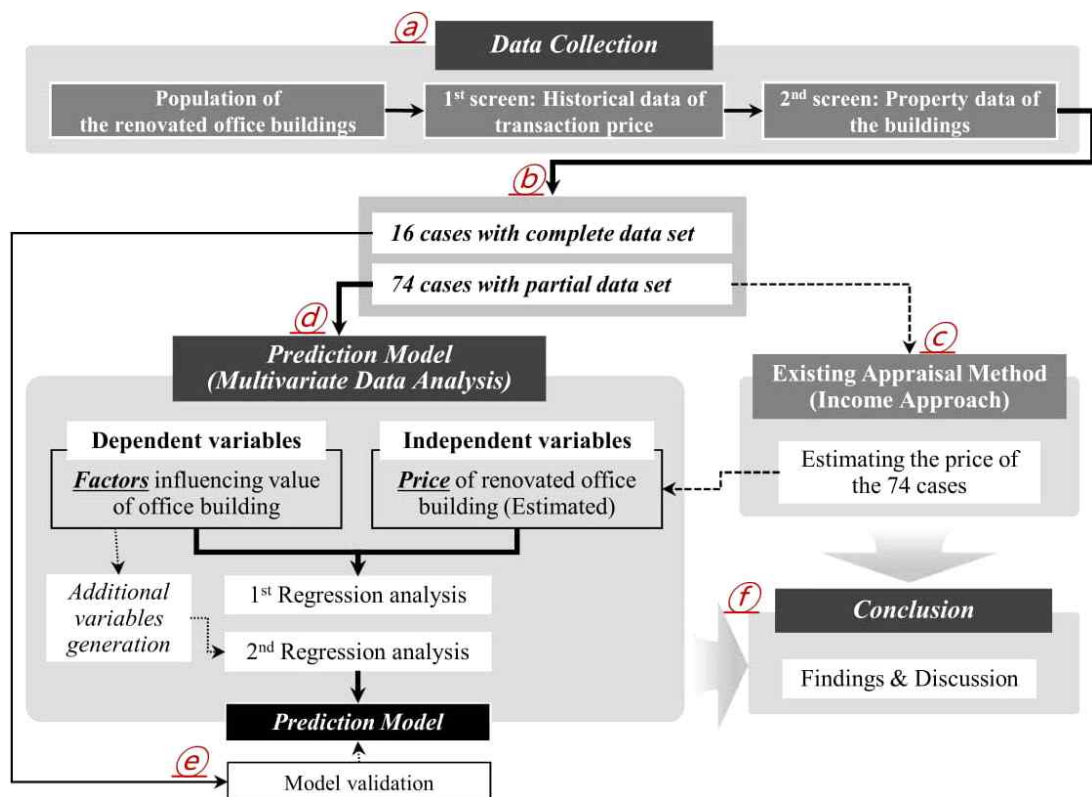 a
Data Collection
Population of
the renovated office buildings
1st screen: Historical data of
transaction price
2nd screen: Property data of
the buildings
b
16 cases with complete data set
74 cases with partial data set
d
Prediction Model
(Multivariate Data Analysis)
c
Existing Appraisal Method
(Income Approach)
Dependent variables
Factors influencing value
of office building
Independent variables
Price of renovated office
building (Estimated)
Estimating the price of
the 74 cases
Additional
variables
generation
1st Regression analysis
2nd Regression analysis
Prediction Model
e
Model validation
f
Conclusion
Findings & Discussion